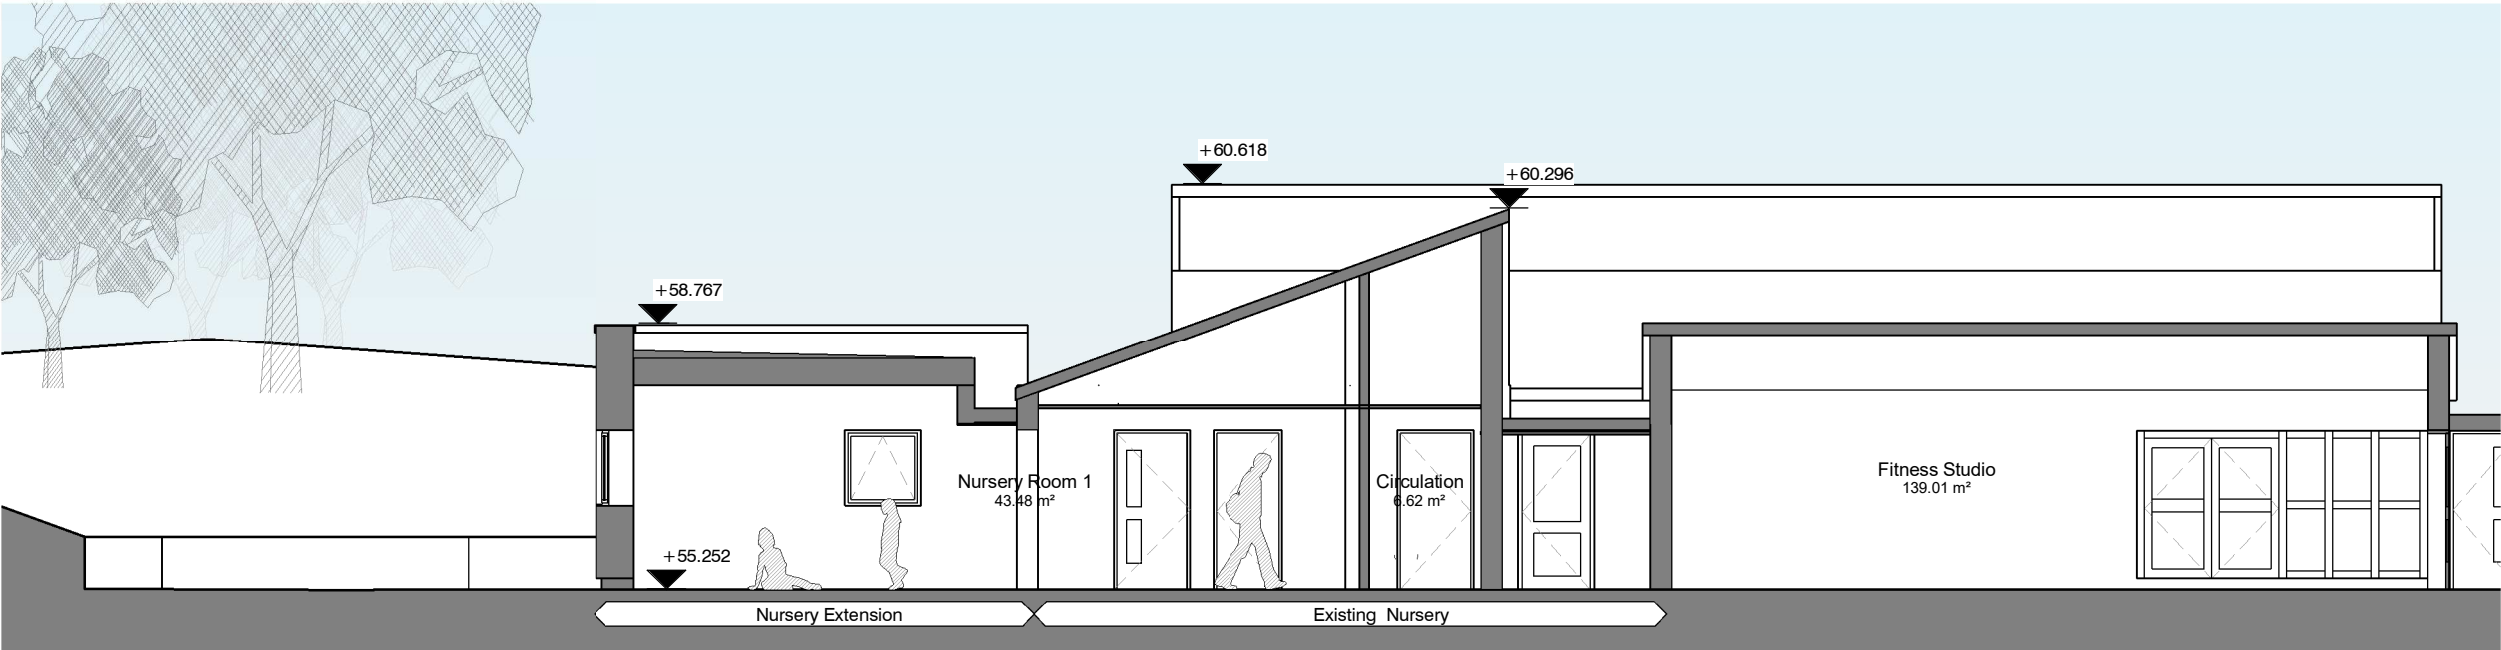 +60.618
+60.296
+58.767
Nursery Room 1
43.48 m²
Circulation
6.62 m²
Fitness Studio
139.01 m²
+55.252
Nursery Extension
Existing Nursery